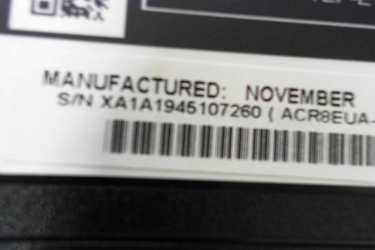 MANUFACTURED: NOVEMBER
S/N XA1A1945107260 ( ACR8EUA-